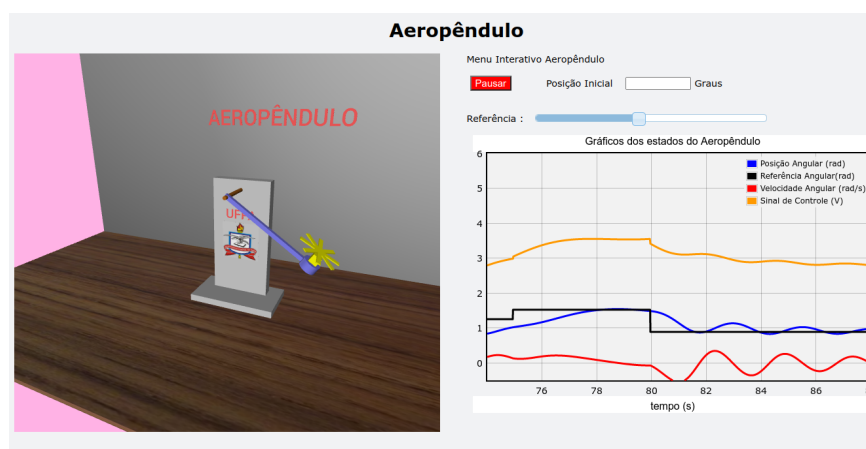 Aeropêndulo
AEROPÊNDULO
Menu Interativo Aeropêndulo
Pausar Posição Inicial Graus
Referência :
Gráficos dos estados do Aeropêndulo
Posição Angular (rad)
Referência Angular(rad)
Velocidade Angular (rad/s)
Sinal de Controle (V)
6
5
4
3
2
1
0
76 78 80 82 84 86
tempo (s)